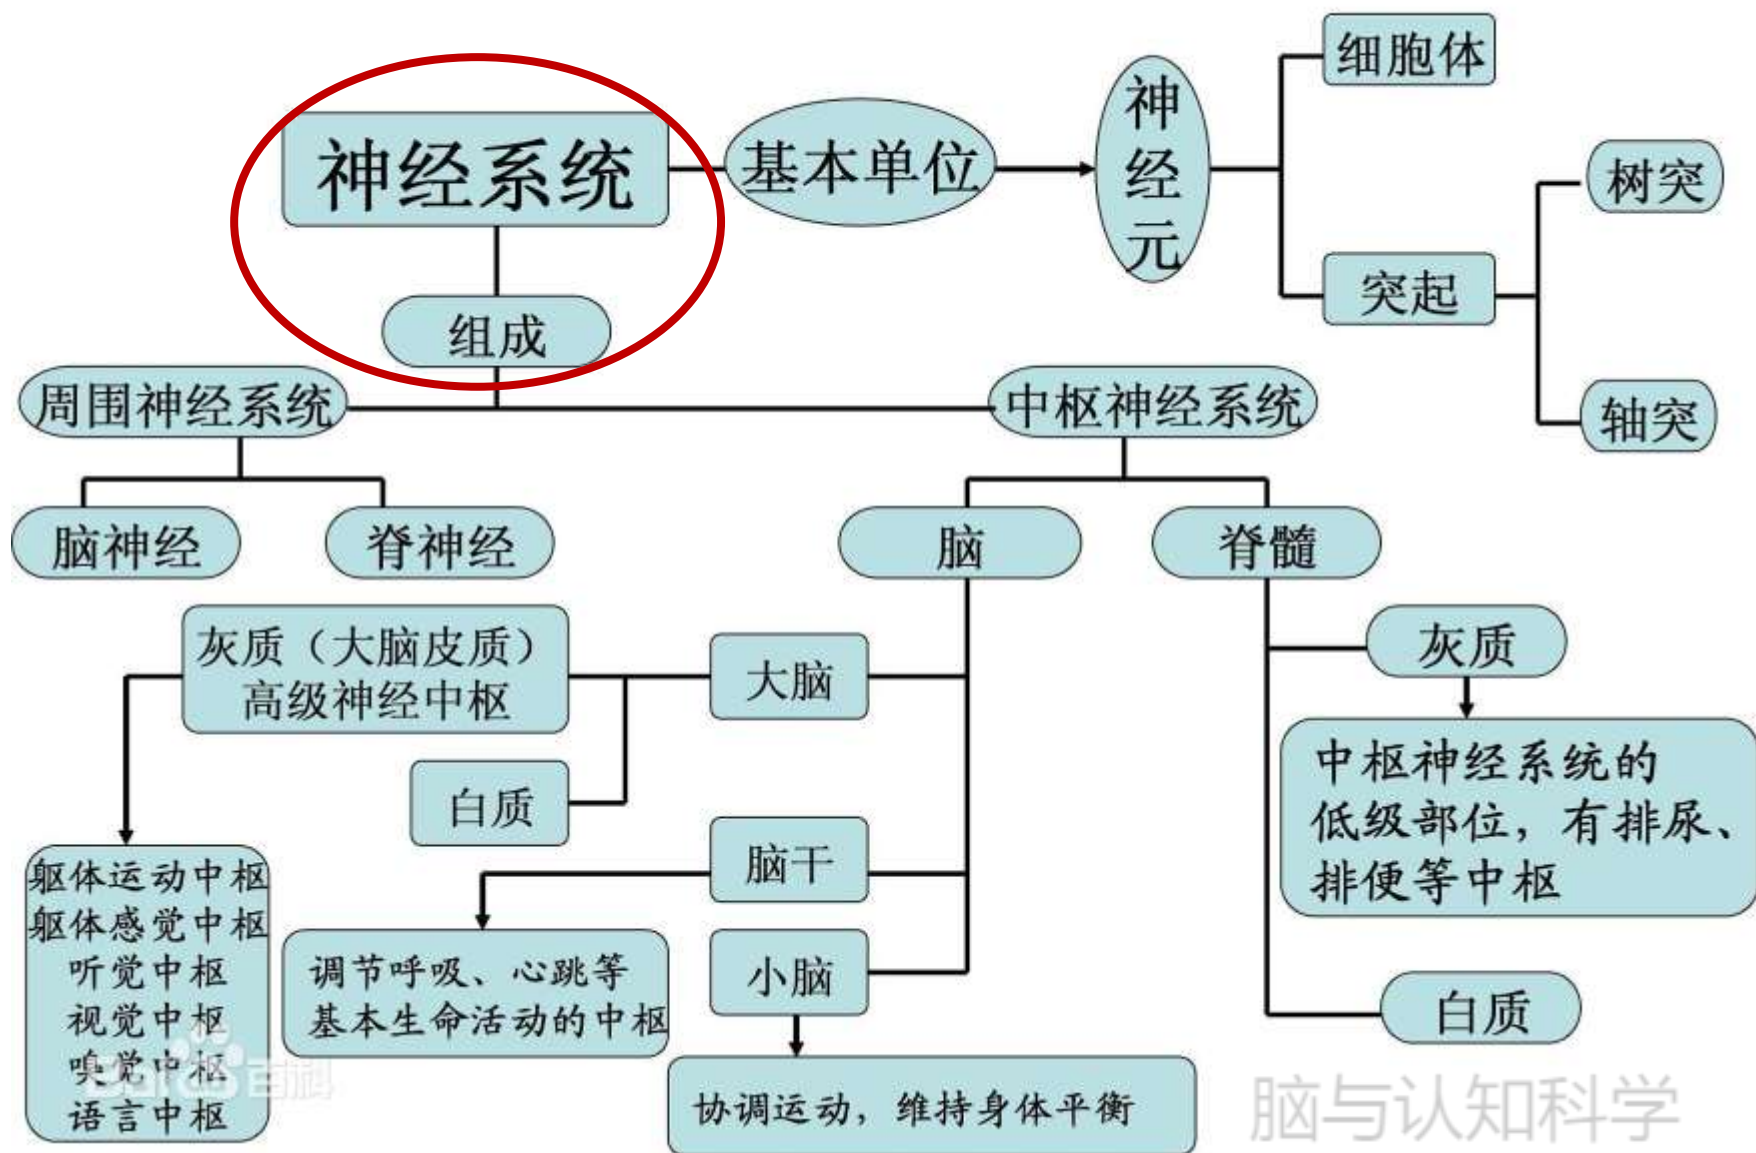 神经系统
基本单位
神
经
元
细胞体
突起
树突
轴突
组成
周围神经系统
中枢神经系统
脑神经
脊神经
脑
脊髓
灰质（大脑皮质）
高级神经中枢
大脑
白质
脑干
小脑
灰质
中枢神经系统的
低级部位，有排尿、
排便等中枢
白质
躯体运动中枢
躯体感觉中枢
听觉中枢
视觉中枢
嗅觉中枢
语言中枢
调节呼吸、心跳等
基本生命活动的中枢
协调运动，维持身体平衡
Bai百科
脑与认知科学